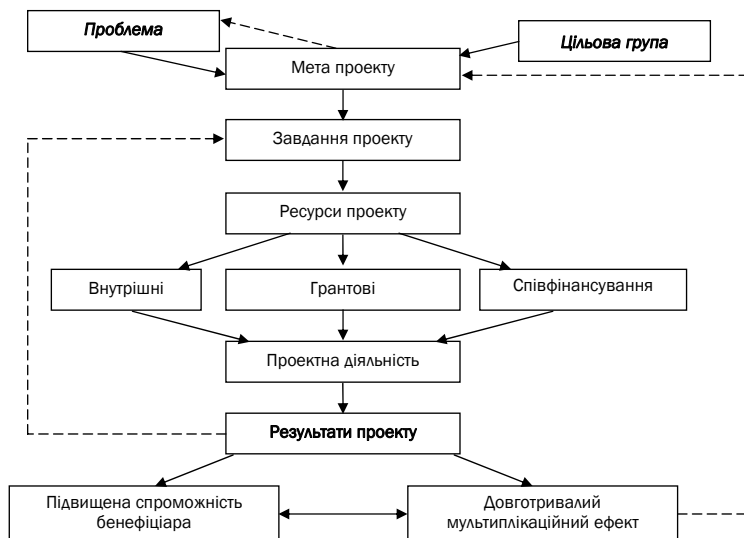 Проблема
Цільова група
Мета проекту
Завдання проекту
Ресурси проекту
Внутрішні
Грантові
Співфінансування
Проектна діяльність
Результати проекту
Підвищена спроможність
бенефіціара
Довготривалий
мультиплікаційний ефект